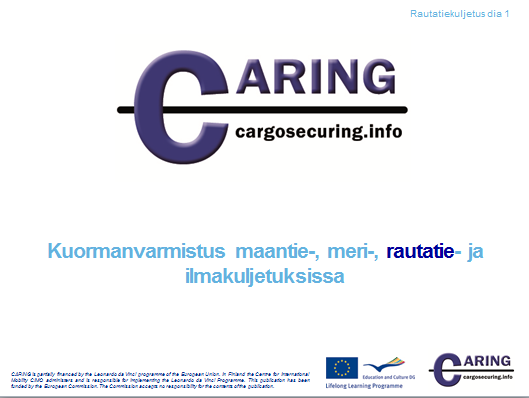 Rautatiekuljetus dia 1
CARING
cargosecuring.info
Kuormanvarmistus maantie-, meri-, rautatie- ja
ilmakuljetuksissa
CARING is partially financed by the Leonardo da Vinci programme of the European Union. In Finland the Centre for International
Mobility CIMO administers and is responsible for implementing the Leonardo da Vinci Programme. This publication has been
funded by the European Commission. The Commission accepts no responsibility for the contents of the publication.
Education and Culture DG
Lifelong Learning Programme
CARING
cargosecuring.info